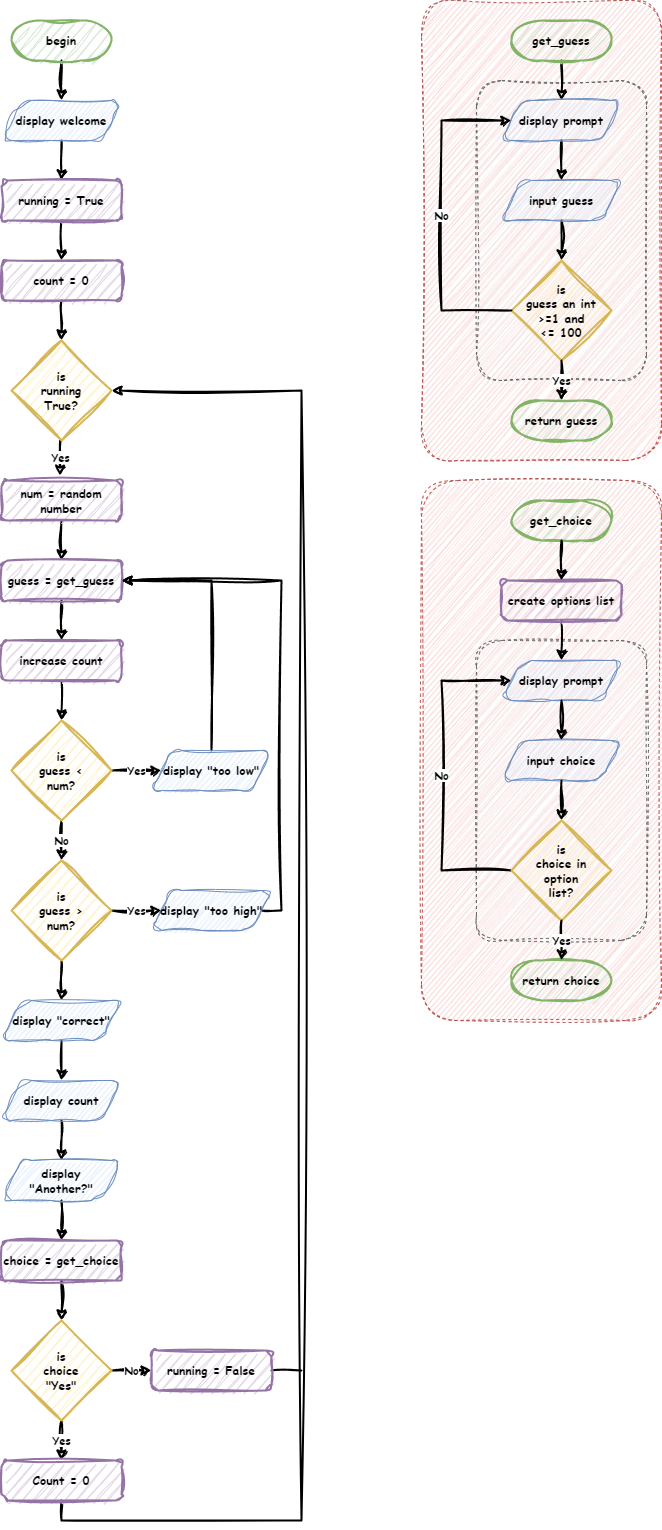 begin
display welcome
running = True
count = 0
is
running
True?
Yes
num = random
number
guess = get_guess
increase count
is
guess <
num?
Yes
display "too low"
No
is
guess >
num?
Yes
display "too high"
display "correct"
display count
display
"Another?"
choice = get_choice
is
choice
"Yes"
No
running = False
Yes
Count = 0
get_guess
display prompt
input guess
No
is
guess an int
>=1 and
<= 100
Yes
return guess
get_choice
create options list
display prompt
input choice
No
is
choice in
option
list?
Yes
return choice